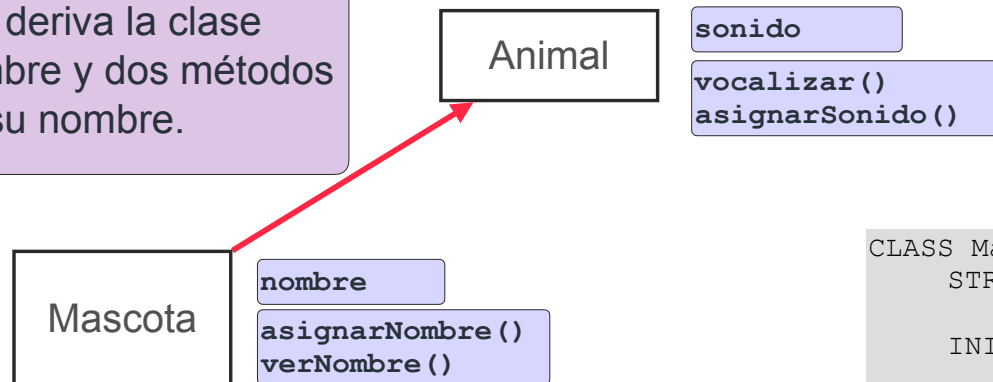 deriva la clase
bre y dos métodos
su nombre.
Animal
sonido
vocalizar()
asignarSonido()
Mascota
nombre
asignarNombre()
verNombre()
CLASS Ma
STR
INI